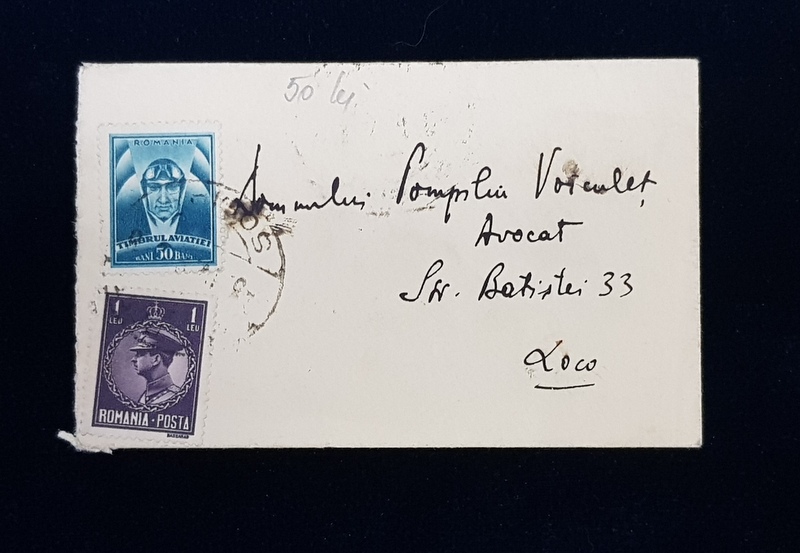 50 lei
ROMANIA
TIMBRUL AVIATIEI
BANI 50 BANI
1 LEU 1 LEU
ROMANIA · POSTA
Domnului Pompiliu Voiculeț
Avocat
Str. Batistei 33
Loco